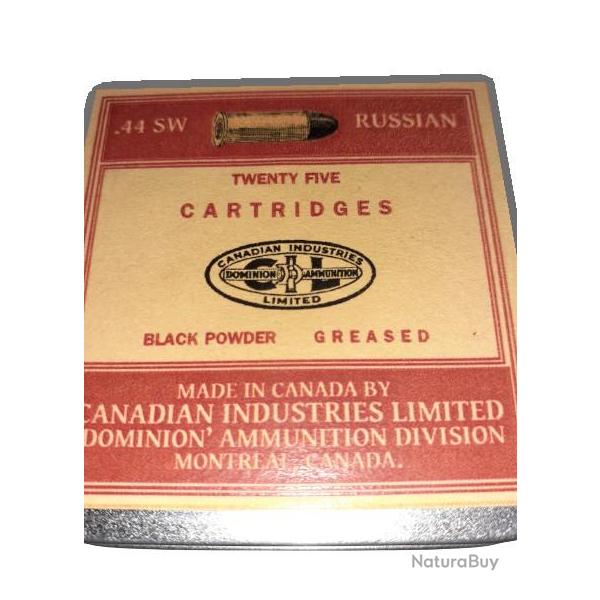 .44 SW RUSSIAN
TWENTY FIVE
CARTRIDGES
CANADIAN INDUSTRIES
CIL
DOMINION AMMUNITION
LIMITED
BLACK POWDER GREASED
MADE IN CANADA BY
CANADIAN INDUSTRIES LIMITED
DOMINION' AMMUNITION DIVISION
MONTREAL CANADA.
NaturaBuy